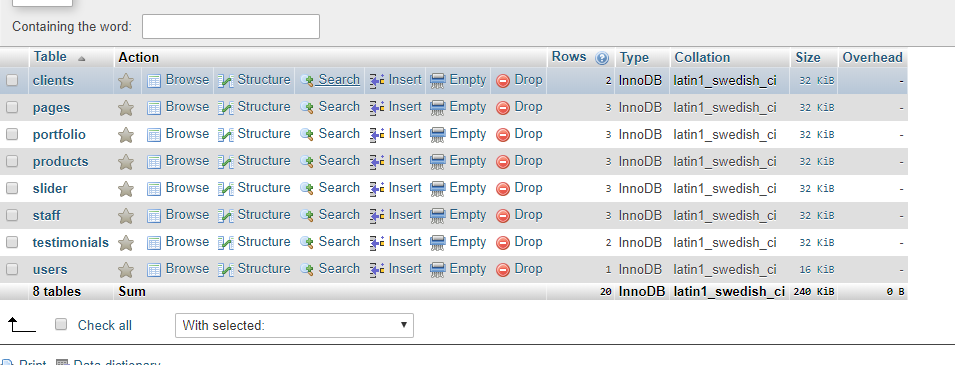 Containing the word:
Table Action Rows Type Collation Size Overhead
clients Browse Structure Search Insert Empty Drop 2 InnoDB latin1_swedish_ci 32 KiB -
pages Browse Structure Search Insert Empty Drop 3 InnoDB latin1_swedish_ci 32 KiB -
portfolio Browse Structure Search Insert Empty Drop 3 InnoDB latin1_swedish_ci 32 KiB -
products Browse Structure Search Insert Empty Drop 3 InnoDB latin1_swedish_ci 32 KiB -
slider Browse Structure Search Insert Empty Drop 3 InnoDB latin1_swedish_ci 32 KiB -
staff Browse Structure Search Insert Empty Drop 3 InnoDB latin1_swedish_ci 32 KiB -
testimonials Browse Structure Search Insert Empty Drop 2 InnoDB latin1_swedish_ci 32 KiB -
users Browse Structure Search Insert Empty Drop 1 InnoDB latin1_swedish_ci 16 KiB -
8 tables Sum 20 InnoDB latin1_swedish_ci 240 KiB 0 B
Check all With selected:
Print Data dictionary